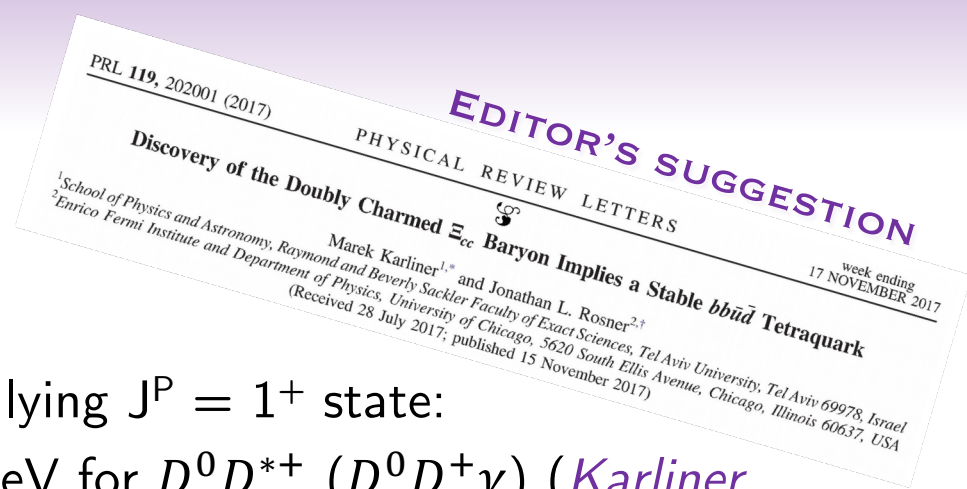 PRL 119, 202001 (2017)
PHYSICAL REVIEW LETTERS
EDITOR'S SUGGESTION
week ending
17 NOVEMBER 2017
Discovery of the Doubly Charmed Ξcc Baryon Implies a Stable bbūd̄ Tetraquark
Marek Karliner1,* and Jonathan L. Rosner2,†
1School of Physics and Astronomy, Raymond and Beverly Sackler Faculty of Exact Sciences, Tel Aviv University, Tel Aviv 69978, Israel
2Enrico Fermi Institute and Department of Physics, University of Chicago, 5620 South Ellis Avenue, Chicago, Illinois 60637, USA
(Received 28 July 2017; published 15 November 2017)
lying Jᴾ = 1⁺ state:
eV for D⁰D*⁺ (D⁰D⁺γ) (Karliner